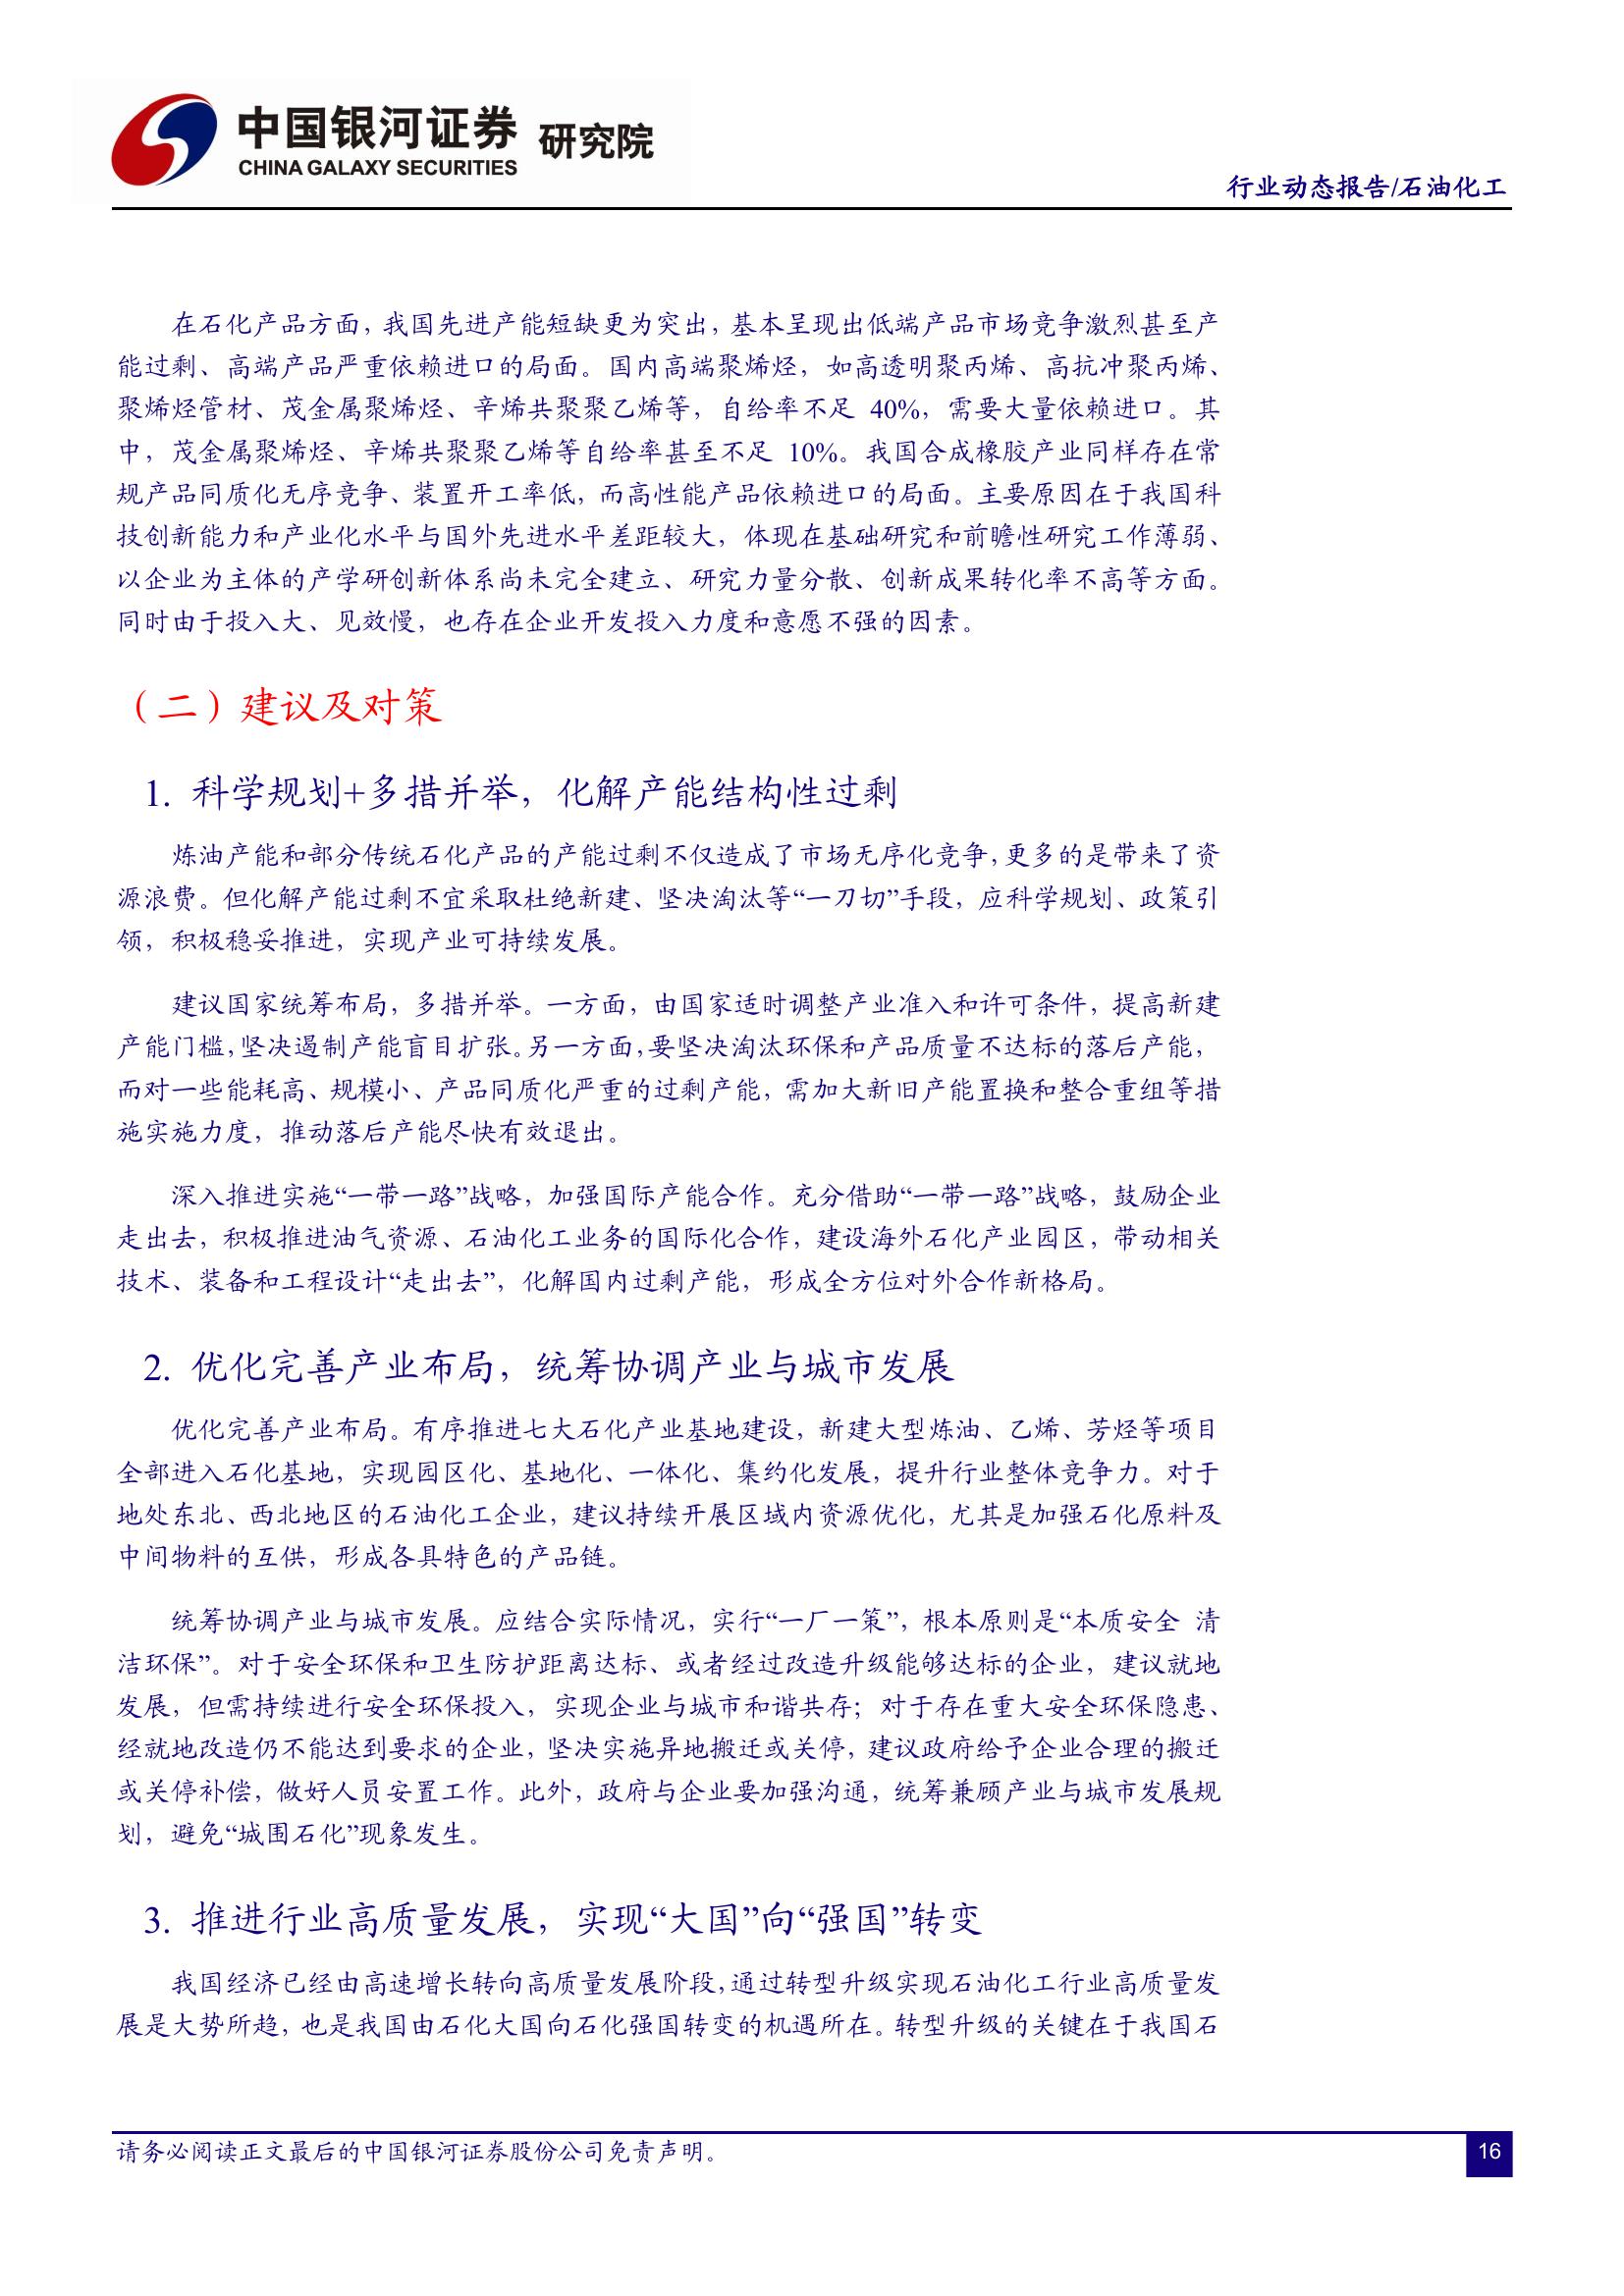 中国银河证券 研究院
CHINA GALAXY SECURITIES
行业动态报告/石油化工
在石化产品方面，我国先进产能短缺更为突出，基本呈现出低端产品市场竞争激烈甚至产
能过剩、高端产品严重依赖进口的局面。国内高端聚烯烃，如高透明聚丙烯、高抗冲聚丙烯、
聚烯烃管材、茂金属聚烯烃、辛烯共聚聚乙烯等，自给率不足 40%，需要大量依赖进口。其
中，茂金属聚烯烃、辛烯共聚聚乙烯等自给率甚至不足 10%。我国合成橡胶产业同样存在常
规产品同质化无序竞争、装置开工率低，而高性能产品依赖进口的局面。主要原因在于我国科
技创新能力和产业化水平与国外先进水平差距较大，体现在基础研究和前瞻性研究工作薄弱、
以企业为主体的产学研创新体系尚未完全建立、研究力量分散、创新成果转化率不高等方面。
同时由于投入大、见效慢，也存在企业开发投入力度和意愿不强的因素。
（二）建议及对策
1. 科学规划+多措并举，化解产能结构性过剩
炼油产能和部分传统石化产品的产能过剩不仅造成了市场无序化竞争，更多的是带来了资
源浪费。但化解产能过剩不宜采取杜绝新建、坚决淘汰等“一刀切”手段，应科学规划、政策引
领，积极稳妥推进，实现产业可持续发展。
建议国家统筹布局，多措并举。一方面，由国家适时调整产业准入和许可条件，提高新建
产能门槛，坚决遏制产能盲目扩张。另一方面，要坚决淘汰环保和产品质量不达标的落后产能，
而对一些能耗高、规模小、产品同质化严重的过剩产能，需加大新旧产能置换和整合重组等措
施实施力度，推动落后产能尽快有效退出。
深入推进实施“一带一路”战略，加强国际产能合作。充分借助“一带一路”战略，鼓励企业
走出去，积极推进油气资源、石油化工业务的国际化合作，建设海外石化产业园区，带动相关
技术、装备和工程设计“走出去”，化解国内过剩产能，形成全方位对外合作新格局。
2. 优化完善产业布局，统筹协调产业与城市发展
优化完善产业布局。有序推进七大石化产业基地建设，新建大型炼油、乙烯、芳烃等项目
全部进入石化基地，实现园区化、基地化、一体化、集约化发展，提升行业整体竞争力。对于
地处东北、西北地区的石油化工企业，建议持续开展区域内资源优化，尤其是加强石化原料及
中间物料的互供，形成各具特色的产品链。
统筹协调产业与城市发展。应结合实际情况，实行“一厂一策”，根本原则是“本质安全 清
洁环保”。对于安全环保和卫生防护距离达标、或者经过改造升级能够达标的企业，建议就地
发展，但需持续进行安全环保投入，实现企业与城市和谐共存；对于存在重大安全环保隐患、
经就地改造仍不能达到要求的企业，坚决实施异地搬迁或关停，建议政府给予企业合理的搬迁
或关停补偿，做好人员安置工作。此外，政府与企业要加强沟通，统筹兼顾产业与城市发展规
划，避免“城围石化”现象发生。
3. 推进行业高质量发展，实现“大国”向“强国”转变
我国经济已经由高速增长转向高质量发展阶段，通过转型升级实现石油化工行业高质量发
展是大势所趋，也是我国由石化大国向石化强国转变的机遇所在。转型升级的关键在于我国石
请务必阅读正文最后的中国银河证券股份公司免责声明。
16